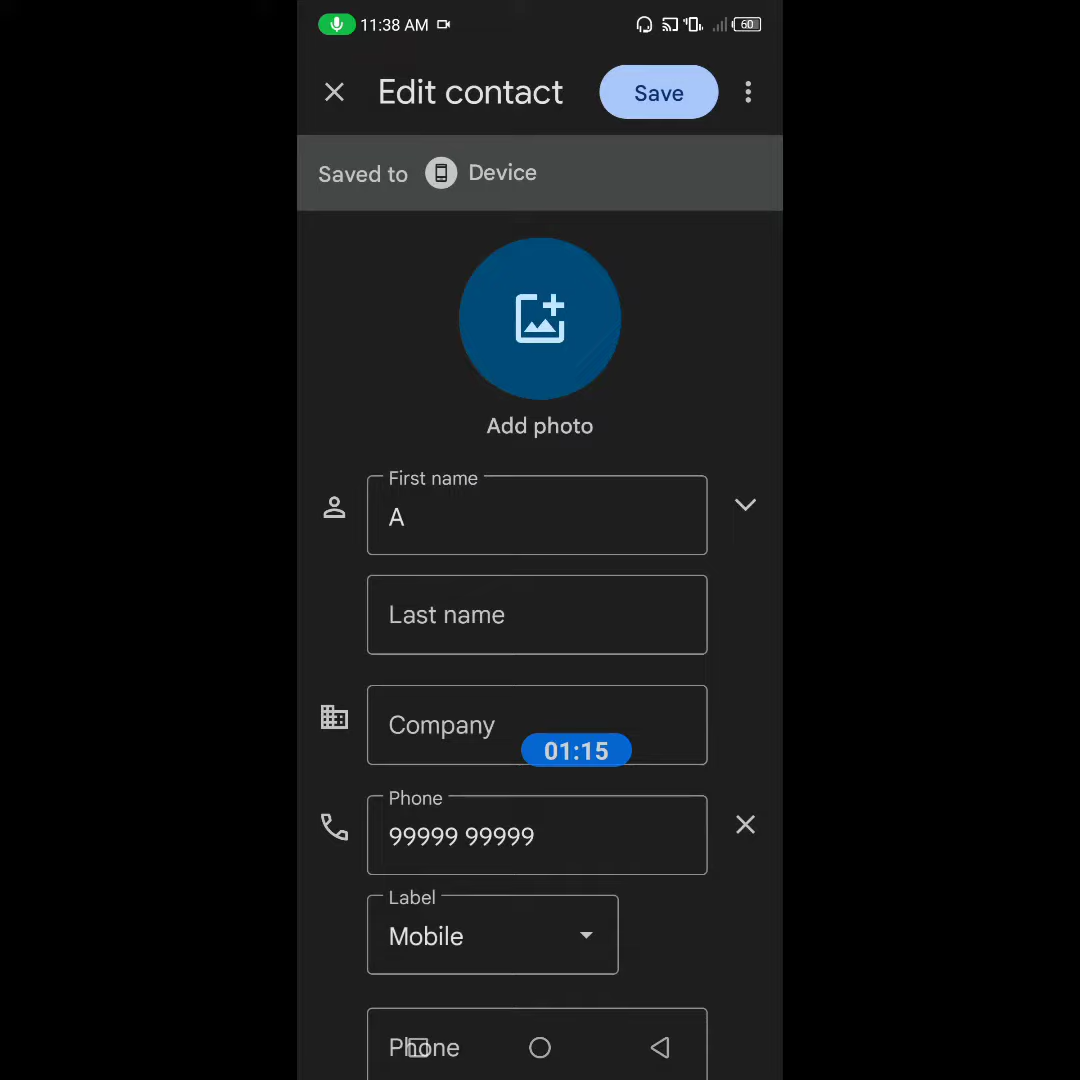 11:38 AM
60
Edit contact
Save
Saved to Device
Add photo
First name
A
Last name
Company
01:15
Phone
99999 99999
Label
Mobile
Phone